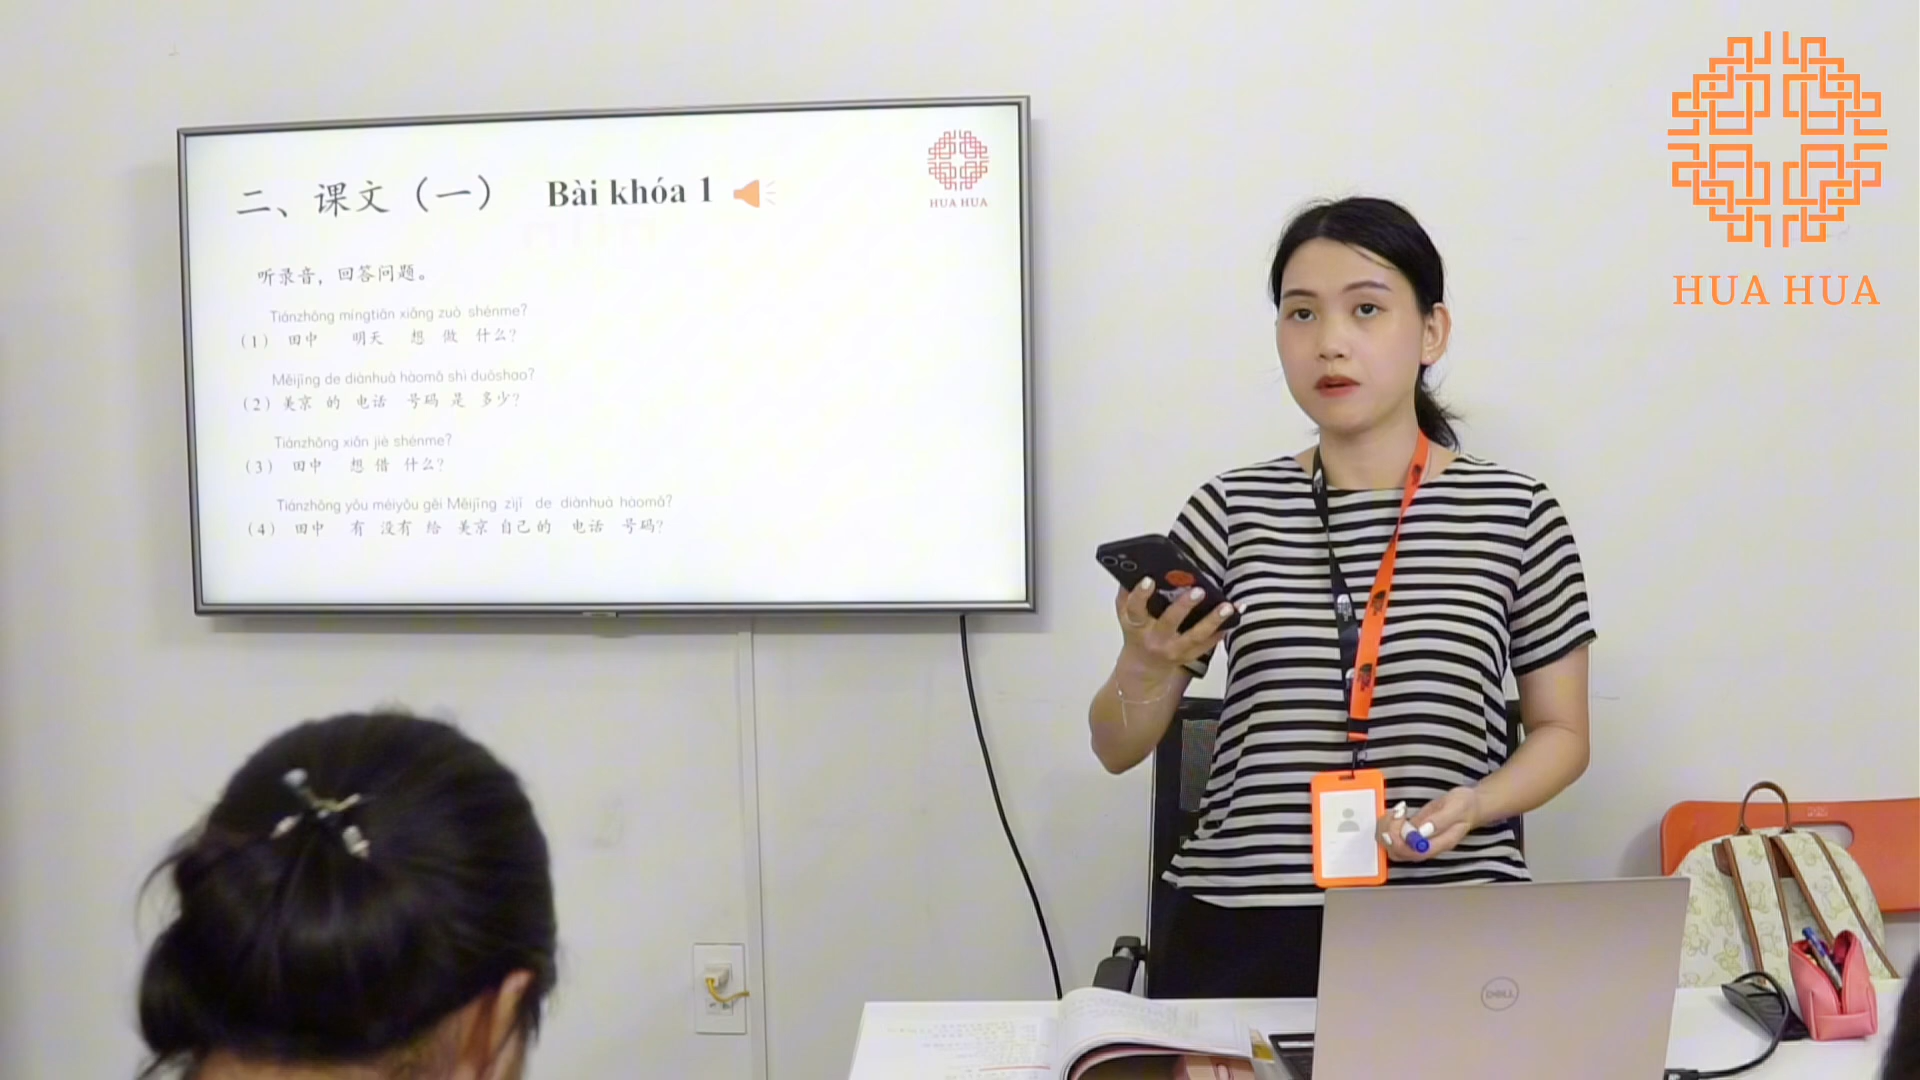 二、课文（一） Bài khóa 1
HUA HUA
听录音，回答问题。
Tiánzhōng míngtiān xiǎng zuò shénme?
（1） 田中 明天 想 做 什么？
Měijīng de diànhuà hàomǎ shì duōshao?
（2）美京 的 电话 号码 是 多少？
Tiánzhōng xiǎn jiè shénme?
（3） 田中 想 借 什么？
Tiánzhōng yǒu méiyǒu gěi Měijīng zìjǐ de diànhuà hàomǎ?
（4） 田中 有 没有 给 美京 自己 的 电话 号码？
HUA HUA
DELL